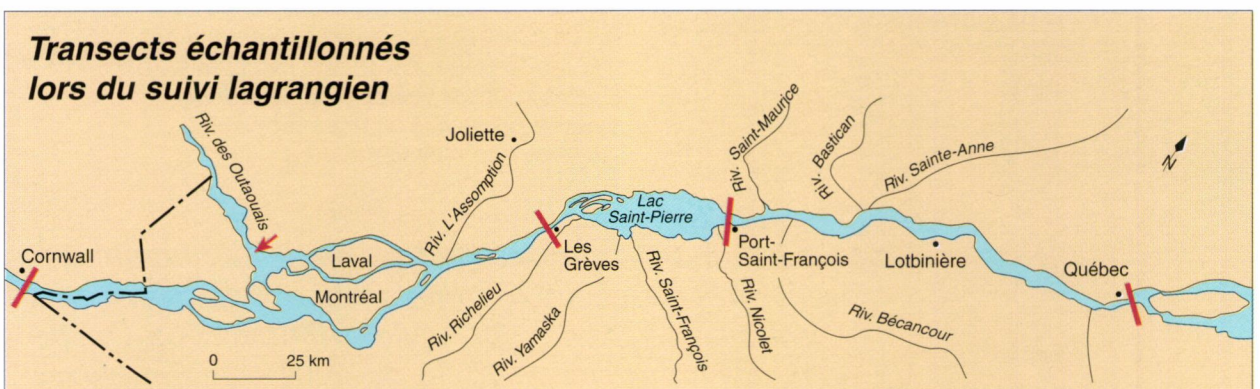 Transects échantillonnés
lors du suivi lagrangien
Riv. des Outaouais
Joliette
Riv. L'Assomption
Riv. Saint-Maurice
Riv. Bastican
Riv. Sainte-Anne
N
Lac
Saint-Pierre
Cornwall
Laval
Montréal
Les
Grèves
Port-
Saint-François
Lotbinière
Québec
Riv. Richelieu
Riv. Yamaska
Riv. Saint-François
Riv. Nicolet
Riv. Bécancour
0 25 km